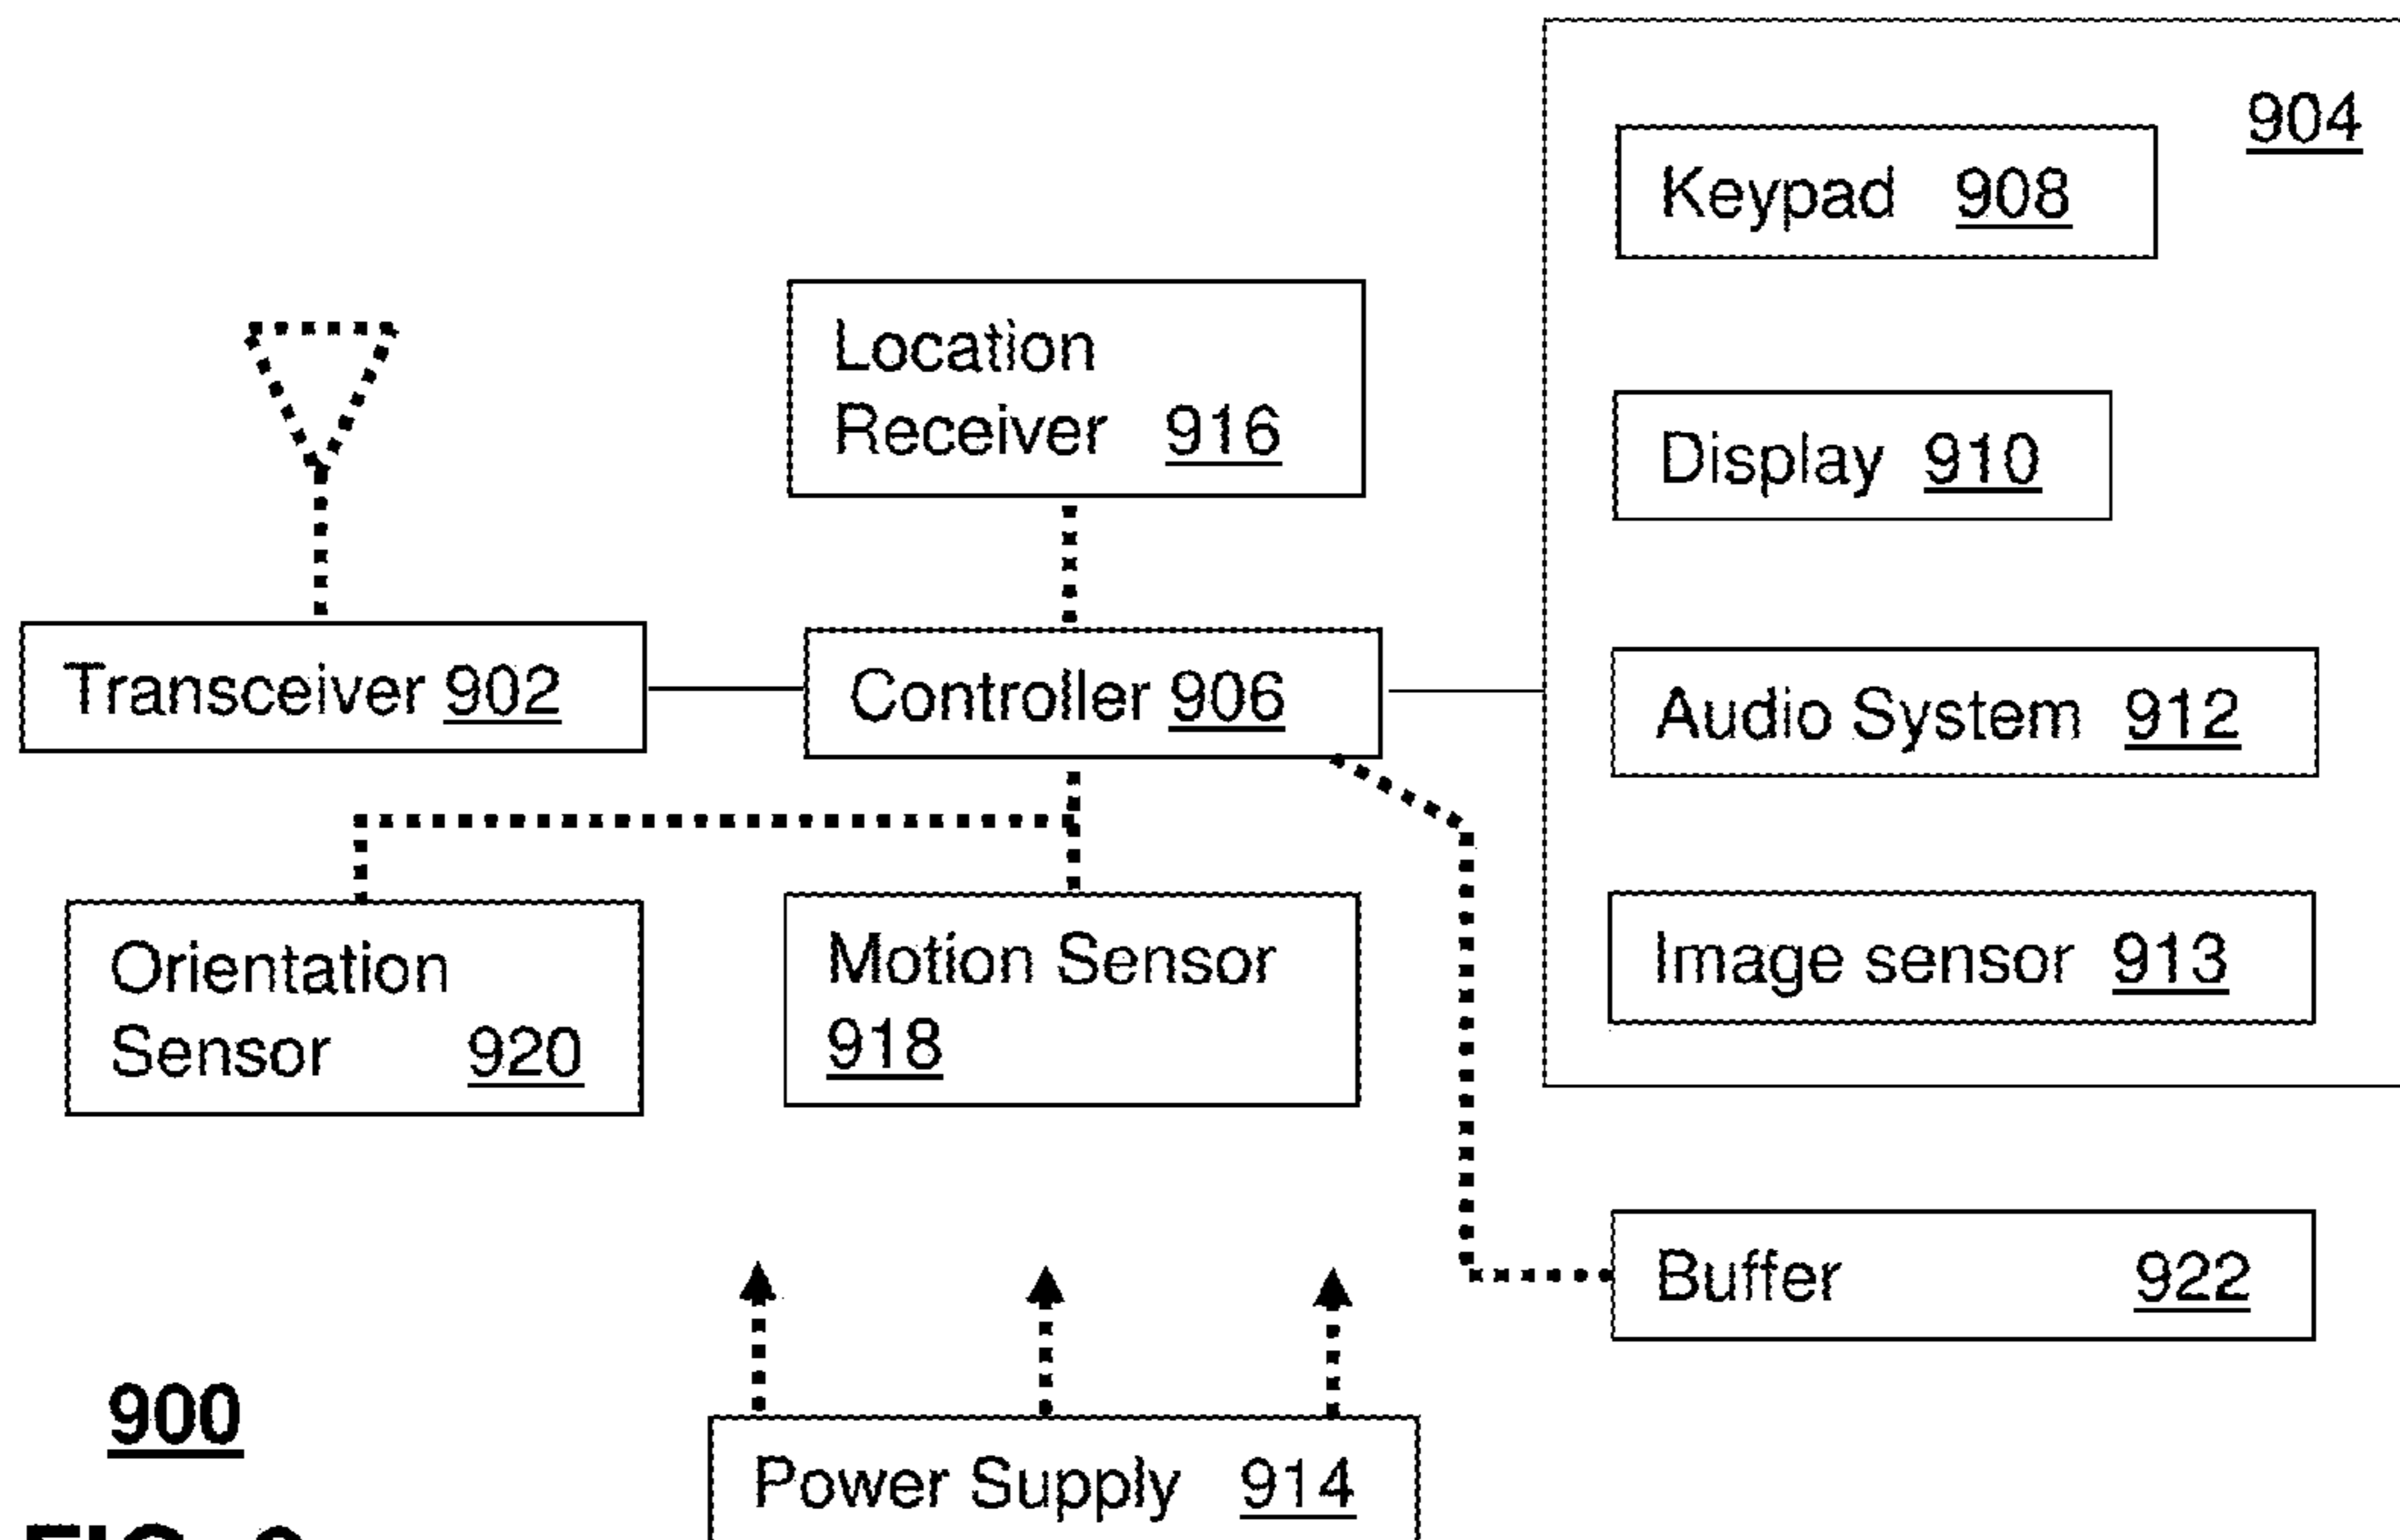 904
Keypad 908
Location
Receiver 916
Display 910
Transceiver 902
Controller 906
Audio System 912
Orientation
Sensor 920
Motion Sensor
918
Image sensor 913
Buffer 922
900
Power Supply 914